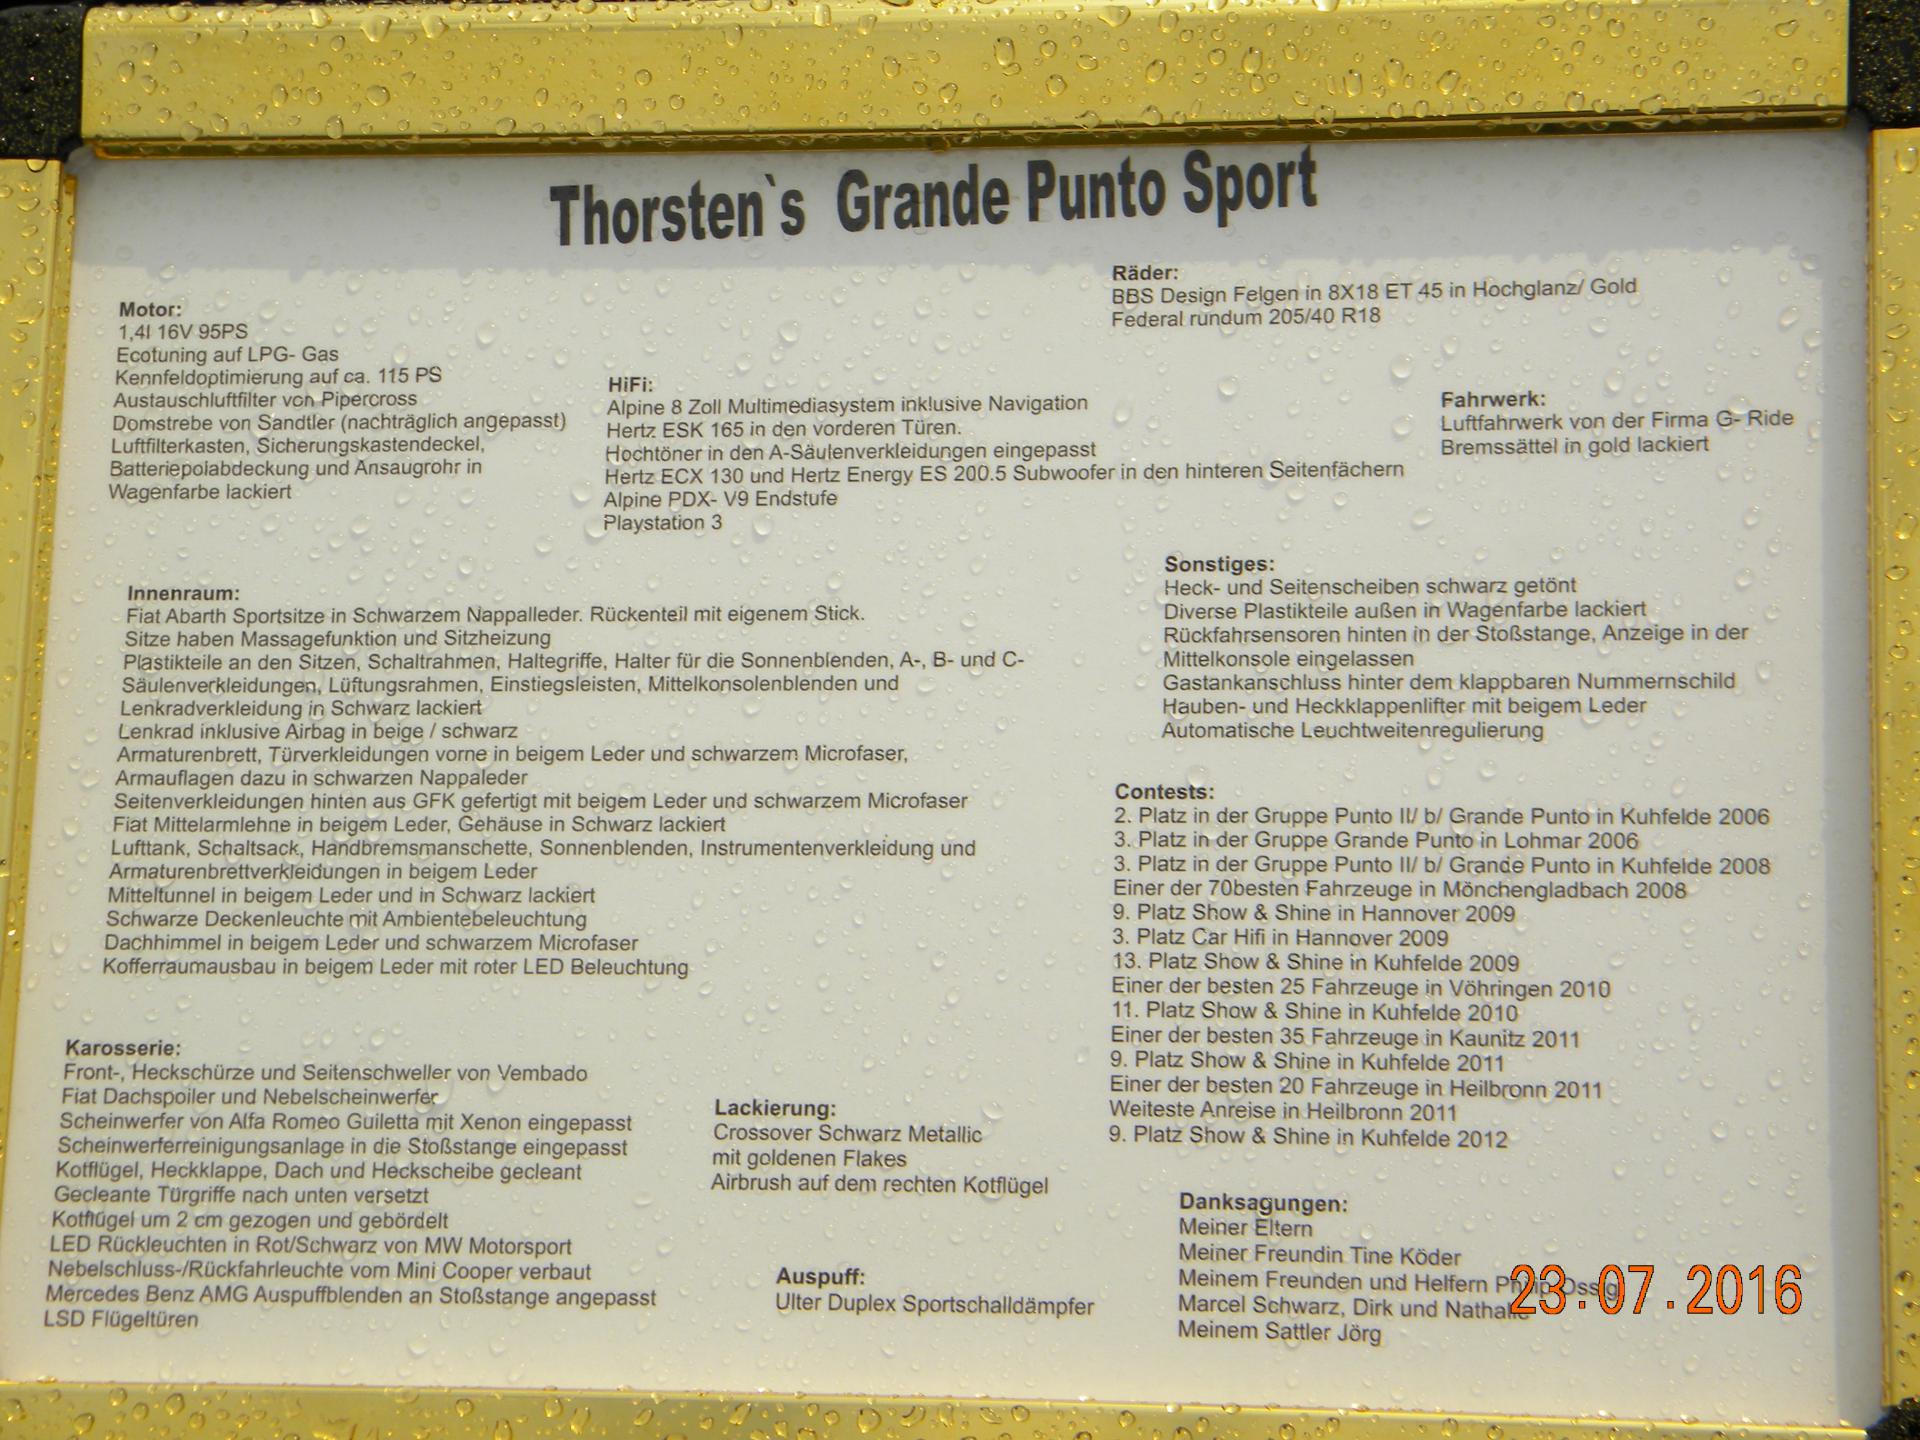 Thorsten`s Grande Punto Sport
Motor:
1,4l 16V 95PS
Ecotuning auf LPG- Gas
Kennfeldoptimierung auf ca. 115 PS
Austauschluftfilter von Pipercross
Domstrebe von Sandtler (nachträglich angepasst)
Luftfilterkasten, Sicherungskastendeckel,
Batteriepolabdeckung und Ansaugrohr in
Wagenfarbe lackiert
HiFi:
Alpine 8 Zoll Multimediasystem inklusive Navigation
Hertz ESK 165 in den vorderen Türen.
Hochtöner in den A-Säulenverkleidungen eingepasst
Hertz ECX 130 und Hertz Energy ES 200.5 Subwoofer in den hinteren Seitenfächern
Alpine PDX- V9 Endstufe
Playstation 3
Räder:
BBS Design Felgen in 8X18 ET 45 in Hochglanz/ Gold
Federal rundum 205/40 R18
Fahrwerk:
Luftfahrwerk von der Firma G- Ride
Bremssättel in gold lackiert
Innenraum:
Fiat Abarth Sportsitze in Schwarzem Nappalleder. Rückenteil mit eigenem Stick.
Sitze haben Massagefunktion und Sitzheizung
Plastikteile an den Sitzen, Schaltrahmen, Haltegriffe, Halter für die Sonnenblenden, A-, B- und C-
Säulenverkleidungen, Lüftungsrahmen, Einstiegsleisten, Mittelkonsolenblenden und
Lenkradverkleidung in Schwarz lackiert
Lenkrad inklusive Airbag in beige / schwarz
Armaturenbrett, Türverkleidungen vorne in beigem Leder und schwarzem Microfaser,
Armauflagen dazu in schwarzen Nappaleder
Seitenverkleidungen hinten aus GFK gefertigt mit beigem Leder und schwarzem Microfaser
Fiat Mittelarmlehne in beigem Leder, Gehäuse in Schwarz lackiert
Lufttank, Schaltsack, Handbremsmanschette, Sonnenblenden, Instrumentenverkleidung und
Armaturenbrettverkleidungen in beigem Leder
Mitteltunnel in beigem Leder und in Schwarz lackiert
Schwarze Deckenleuchte mit Ambientebeleuchtung
Dachhimmel in beigem Leder und schwarzem Microfaser
Kofferraumausbau in beigem Leder mit roter LED Beleuchtung
Sonstiges:
Heck- und Seitenscheiben schwarz getönt
Diverse Plastikteile außen in Wagenfarbe lackiert
Rückfahrsensoren hinten in der Stoßstange, Anzeige in der
Mittelkonsole eingelassen
Gastankanschluss hinter dem klappbaren Nummernschild
Hauben- und Heckklappenlifter mit beigem Leder
Automatische Leuchtweitenregulierung
Contests:
2. Platz in der Gruppe Punto II/ b/ Grande Punto in Kuhfelde 2006
3. Platz in der Gruppe Grande Punto in Lohmar 2006
3. Platz in der Gruppe Punto II/ b/ Grande Punto in Kuhfelde 2008
Einer der 70besten Fahrzeuge in Mönchengladbach 2008
9. Platz Show & Shine in Hannover 2009
3. Platz Car Hifi in Hannover 2009
13. Platz Show & Shine in Kuhfelde 2009
Einer der besten 25 Fahrzeuge in Vöhringen 2010
11. Platz Show & Shine in Kuhfelde 2010
Einer der besten 35 Fahrzeuge in Kaunitz 2011
9. Platz Show & Shine in Kuhfelde 2011
Einer der besten 20 Fahrzeuge in Heilbronn 2011
Weiteste Anreise in Heilbronn 2011
9. Platz Show & Shine in Kuhfelde 2012
Karosserie:
Front-, Heckschürze und Seitenschweller von Vembado
Fiat Dachspoiler und Nebelscheinwerfer
Scheinwerfer von Alfa Romeo Guiletta mit Xenon eingepasst
Scheinwerferreinigungsanlage in die Stoßstange eingepasst
Kotflügel, Heckklappe, Dach und Heckscheibe gecleant
Gecleante Türgriffe nach unten versetzt
Kotflügel um 2 cm gezogen und gebördelt
LED Rückleuchten in Rot/Schwarz von MW Motorsport
Nebelschluss-/Rückfahrleuchte vom Mini Cooper verbaut
Mercedes Benz AMG Auspuffblenden an Stoßstange angepasst
LSD Flügeltüren
Lackierung:
Crossover Schwarz Metallic
mit goldenen Flakes
Airbrush auf dem rechten Kotflügel
Auspuff:
Ulter Duplex Sportschalldämpfer
Danksagungen:
Meiner Eltern
Meiner Freundin Tine Köder
Meinem Freunden und Helfern Philip Ossig
Marcel Schwarz, Dirk und
Meinem Sattler Jörg
23.07.2016